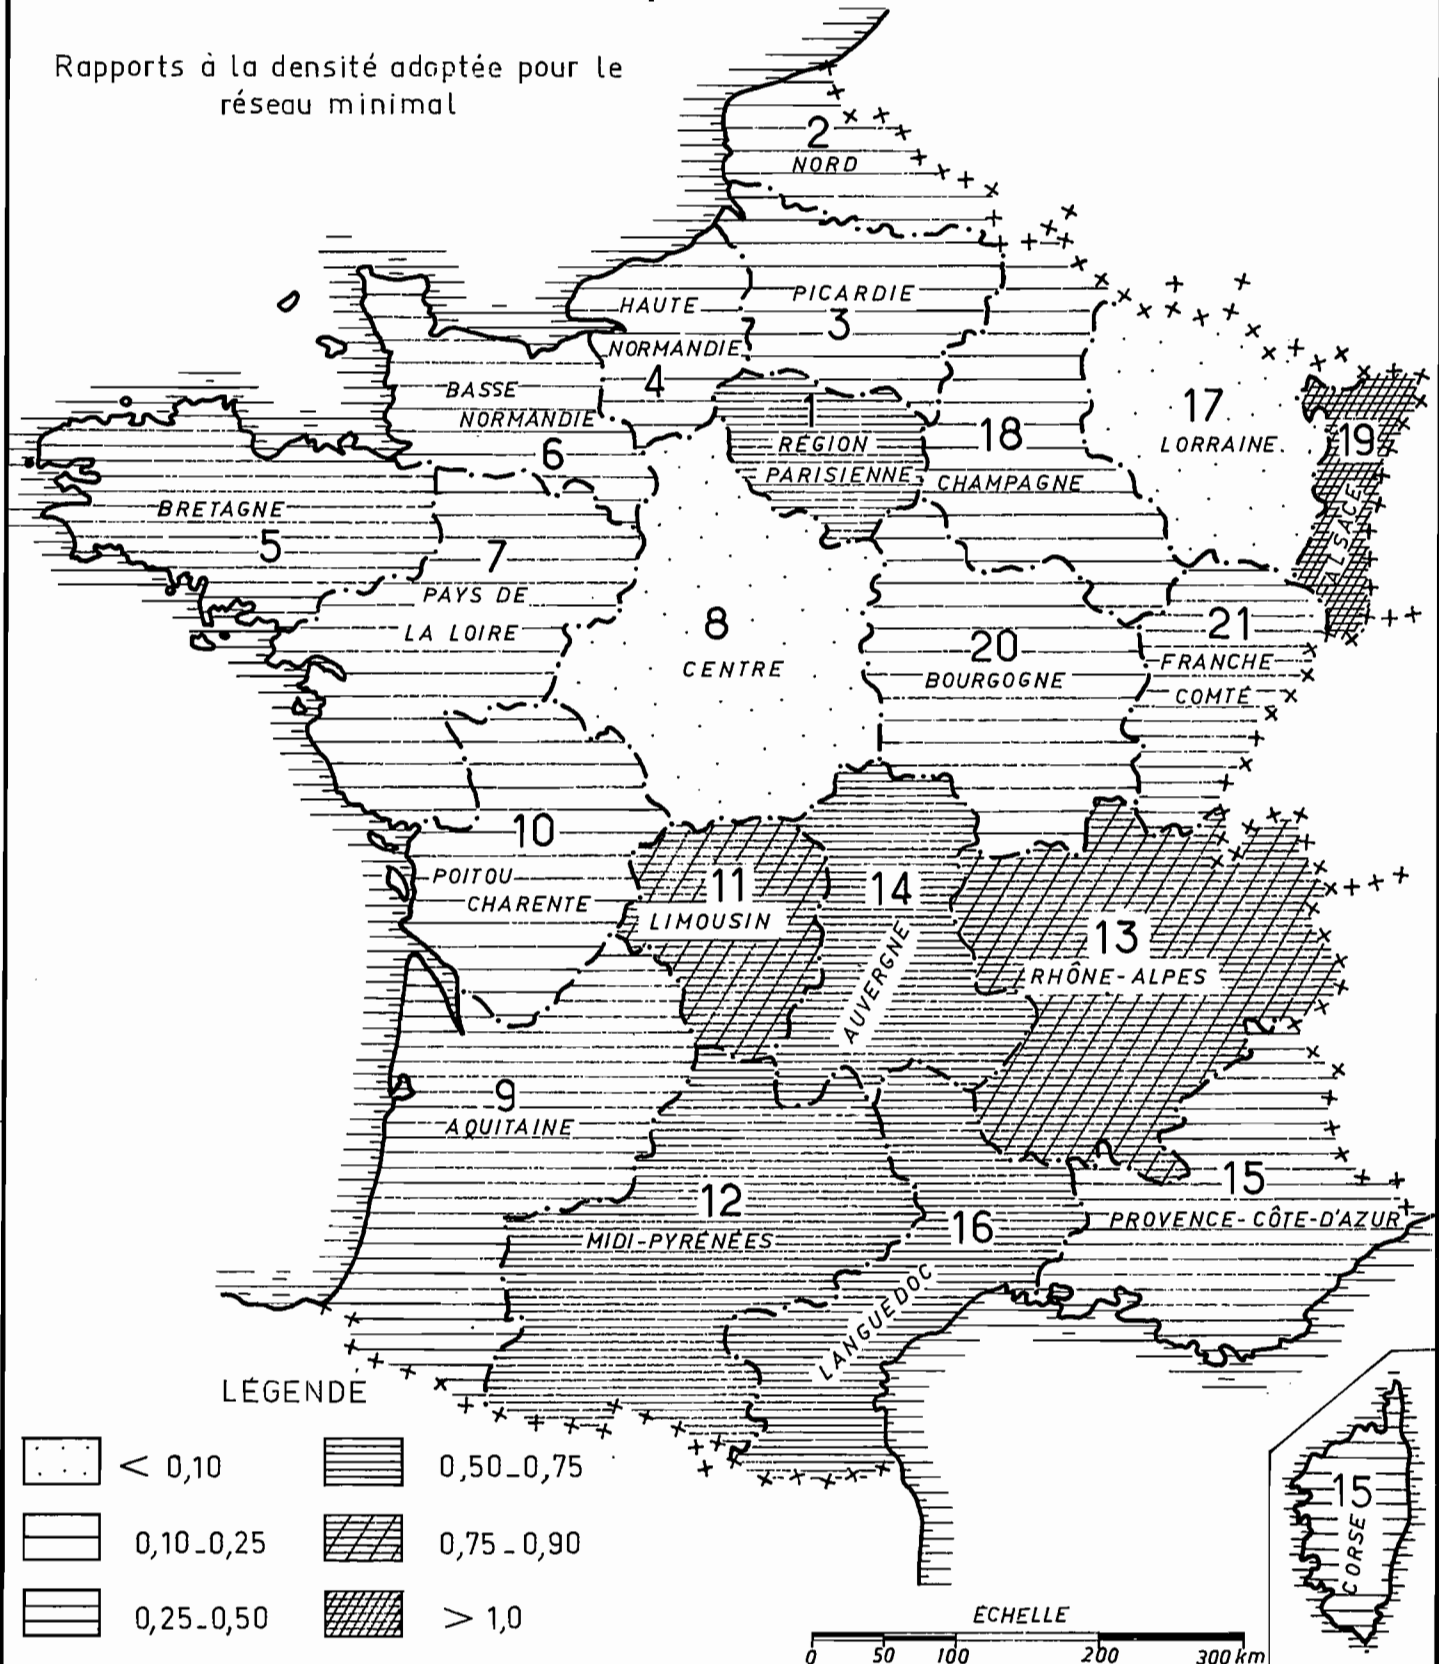 Rapports à la densité adoptée pour le
réseau minimal
2
NORD
HAUTE
NORMANDIE
4
PICARDIE
3
BASSE
NORMANDIE
6
1
RÉGION
PARISIENNE
18
CHAMPAGNE
17
LORRAINE
19
ALSACE
BRETAGNE
5
7
PAYS DE
LA LOIRE
8
CENTRE
20
BOURGOGNE
21
FRANCHE
COMTÉ
10
POITOU
CHARENTE
11
LIMOUSIN
14
AUVERGNE
13
RHÔNE-ALPES
9
AQUITAINE
12
MIDI-PYRÉNÉES
16
LANGUEDOC
15
PROVENCE-CÔTE-D'AZUR
15
CORSE
LÉGENDE
< 0,10
0,10_0,25
0,25_0,50
0,50_0,75
0,75_0,90
> 1,0
ÉCHELLE
0 50 100 200 300 km